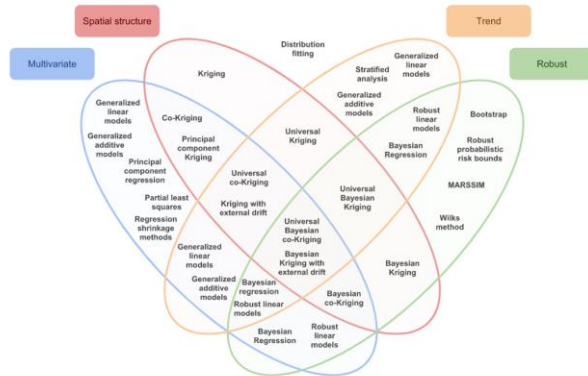 Spatial structure
Trend
Multivariate
Robust
Distribution
fitting
Kriging
Stratified
analysis
Generalized
linear
models
Generalized
linear
models
Generalized
additive
models
Co-Kriging
Principal
component
Kriging
Universal
Kriging
Generalized
additive
models
Robust
linear
models
Bayesian
Regression
Bootstrap
Robust
probabilistic
risk bounds
MARSSIM
Wilks
method
Principal
component
regression
Partial least
squares
Regression
shrinkage
methods
Universal
co-Kriging
Kriging with
external drift
Universal
Bayesian
Kriging
Universal
Bayesian
co-Kriging
Bayesian
Kriging with
external drift
Generalized
linear
models
Generalized
additive
models
Bayesian
regression
Robust linear
models
Bayesian
Kriging
Bayesian
co-Kriging
Bayesian
Regression
Robust
linear
models